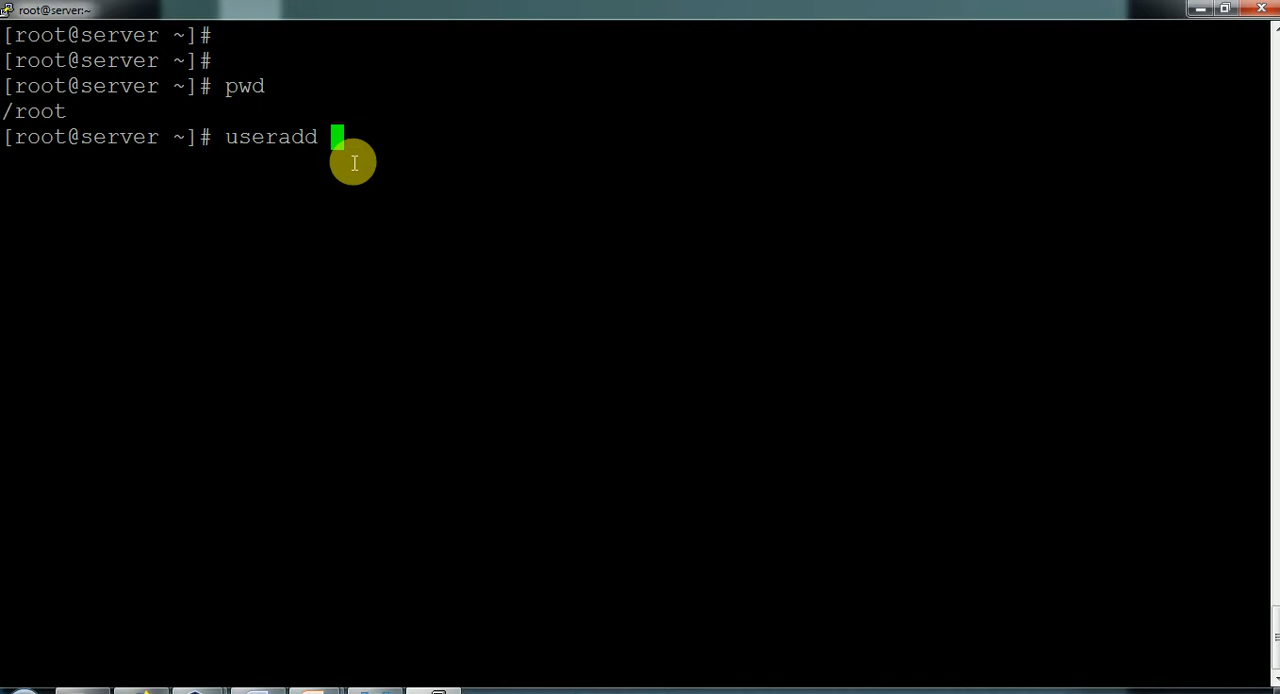 root@server:~
[root@server ~]#
[root@server ~]#
[root@server ~]# pwd
/root
[root@server ~]# useradd